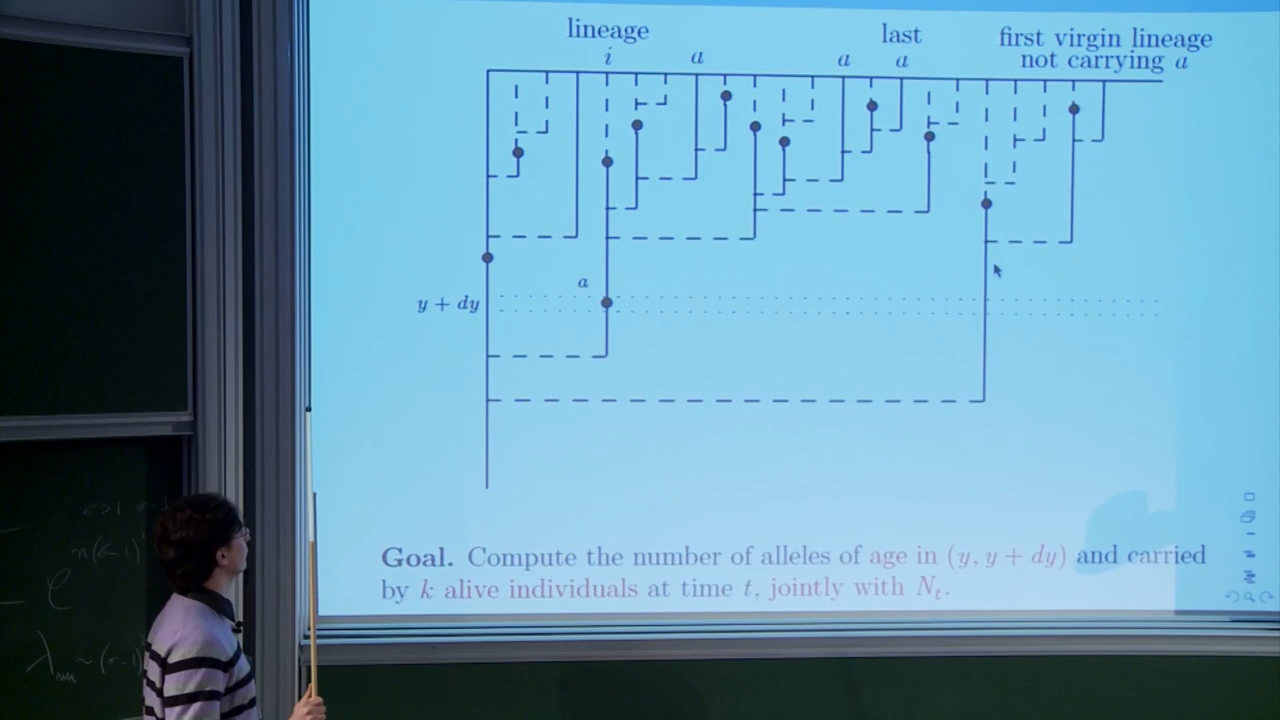 lineage last first virgin lineage
i a a a not carrying a
a
y + dy
Goal. Compute the number of alleles of age in (y, y + dy) and carried
by k alive individuals at time t, jointly with N_t.